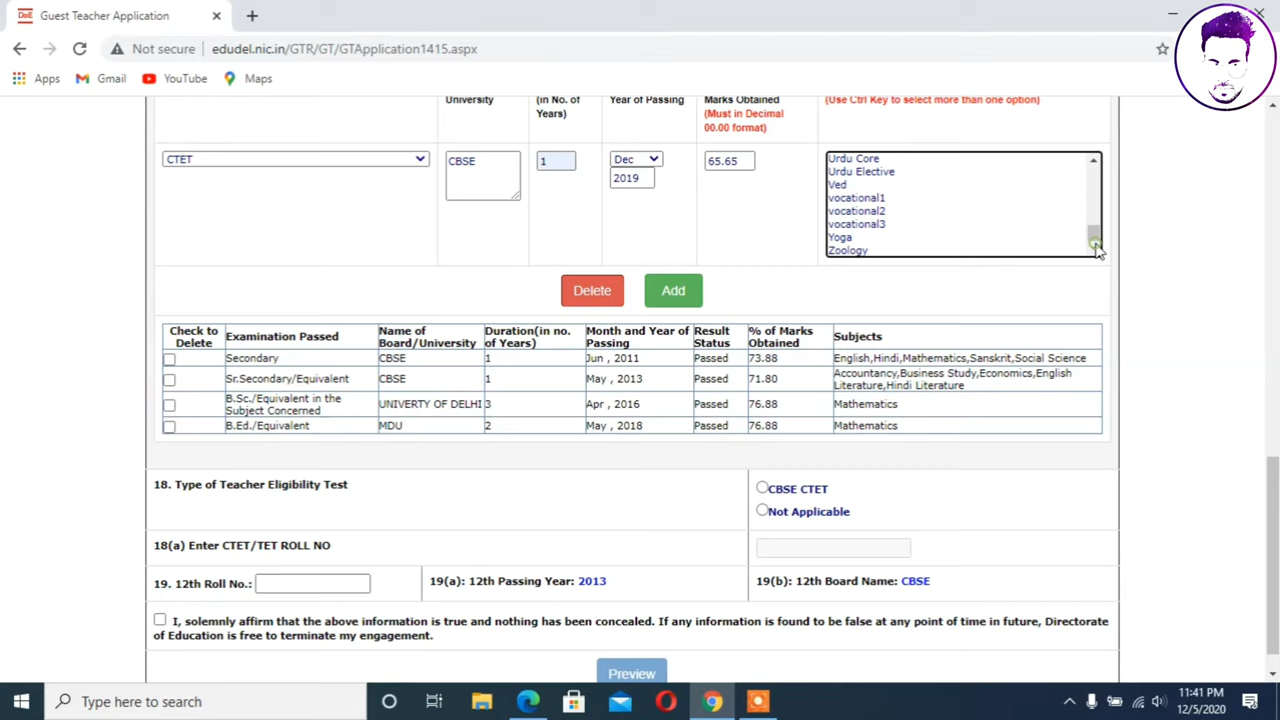 DoE Guest Teacher Application
Not secure edudel.nic.in/GTR/GT/GTApplication1415.aspx
Apps Gmail YouTube Maps
University
(in No. of
Years)
Year of Passing
Marks Obtained
(Must in Decimal
00.00 format)
(Use Ctrl Key to select more than one option)
CTET CBSE 1 Dec 65.65
2019
Urdu Core
Urdu Elective
Ved
vocational1
vocational2
vocational3
Yoga
Zoology
Delete Add
Check to
Delete
Examination Passed
Name of
Board/University
Duration(in no.
of Years)
Month and Year of
Passing
Result
Status
% of Marks
Obtained
Subjects
Secondary CBSE 1 Jun , 2011 Passed 73.88 English,Hindi,Mathematics,Sanskrit,Social Science
Sr.Secondary/Equivalent CBSE 1 May , 2013 Passed 71.80 Accountancy,Business Study,Economics,English
Literature,Hindi Literature
B.Sc./Equivalent in the
Subject Concerned
UNIVERTY OF DELHI 3 Apr , 2016 Passed 76.88 Mathematics
B.Ed./Equivalent MDU 2 May , 2018 Passed 76.88 Mathematics
18. Type of Teacher Eligibility Test
CBSE CTET
Not Applicable
18(a) Enter CTET/TET ROLL NO
19. 12th Roll No.: 19(a): 12th Passing Year: 2013 19(b): 12th Board Name: CBSE
I, solemnly affirm that the above information is true and nothing has been concealed. If any information is found to be false at any point of time in future, Directorate
of Education is free to terminate my engagement.
Preview
Type here to search
11:41 PM
12/5/2020